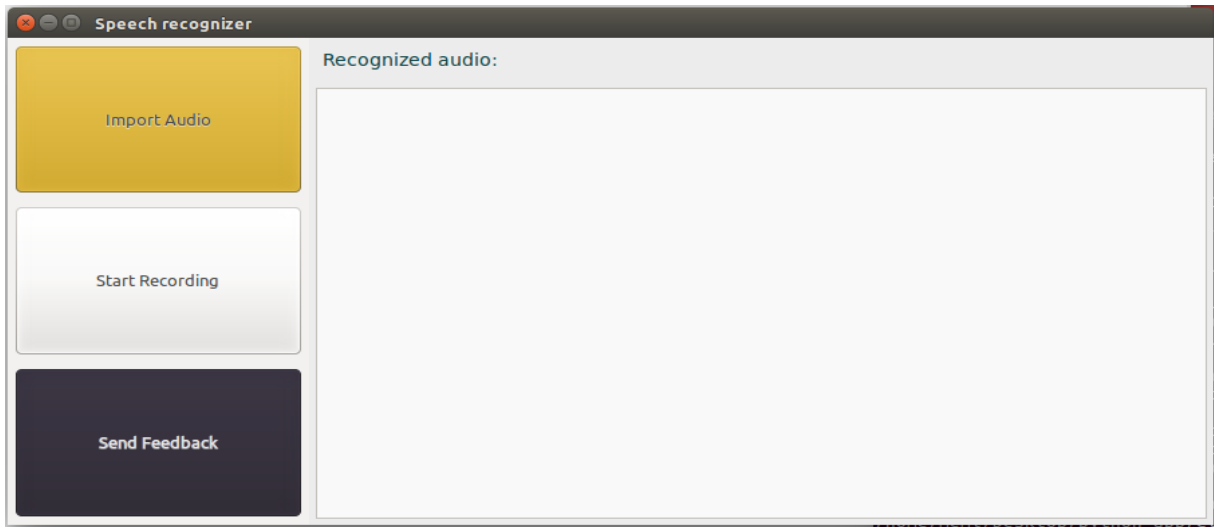 Speech recognizer
Import Audio
Recognized audio:
Start Recording
Send Feedback